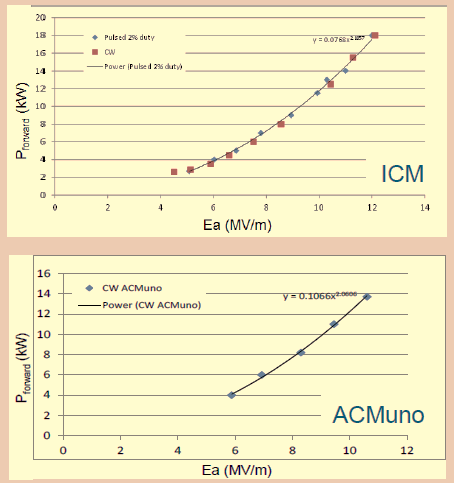 20
18
16
14
12
10
8
6
4
2
0
Pforward (kW)
Pulsed 2% duty
CW
Power (Pulsed 2% duty)
ICM
0 2 4 6 8 10 12 14
Ea (MV/m)
16
14
12
10
8
6
4
2
0
Pforward (kW)
CW ACMuno
Power (CW ACMuno)
y = 0.1066x2.0606
ACMuno
0 2 4 6 8 10 12
Ea (MV/m)